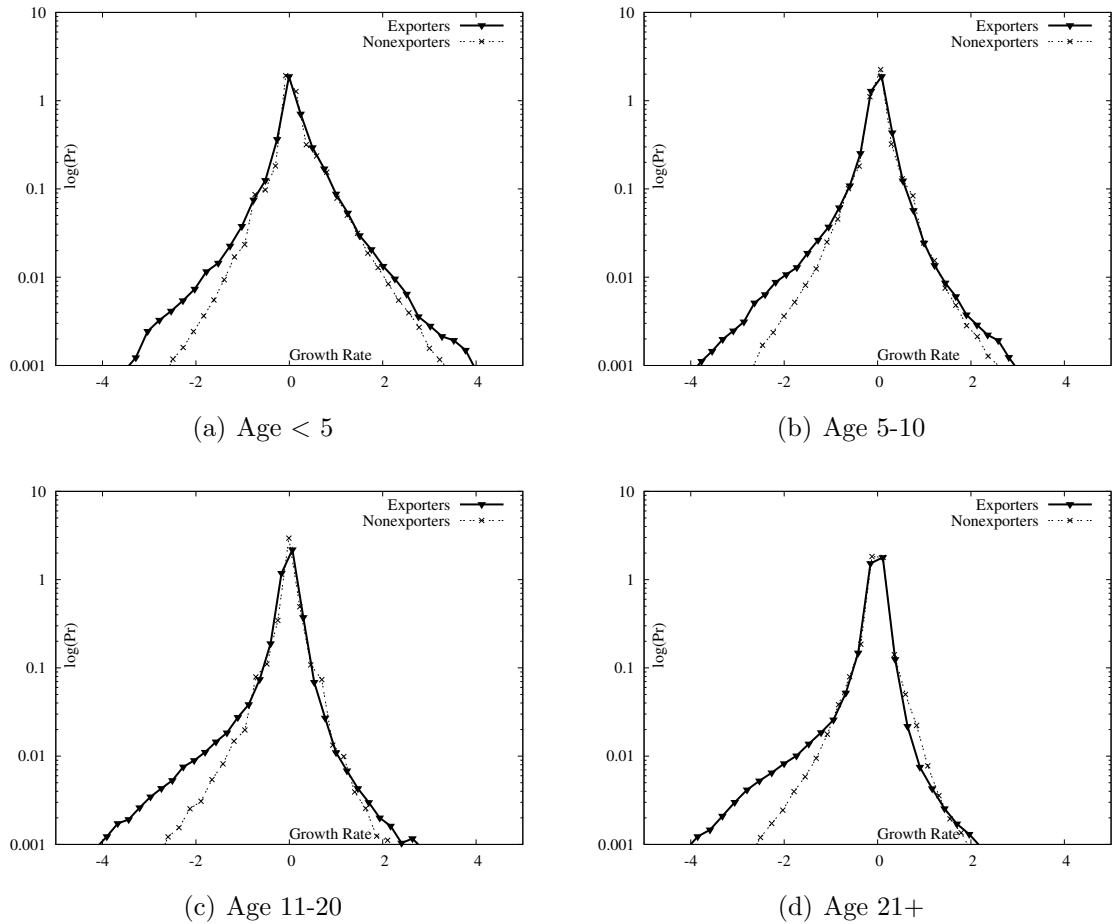 10
1
0.1
0.01
0.001
log(Pr)
Exporters
Nonexporters
Growth Rate
-4 -2 0 2 4
(a) Age < 5
10
1
0.1
0.01
0.001
log(Pr)
Exporters
Nonexporters
Growth Rate
-4 -2 0 2 4
(b) Age 5-10
10
1
0.1
0.01
0.001
log(Pr)
Exporters
Nonexporters
Growth Rate
-4 -2 0 2 4
(c) Age 11-20
10
1
0.1
0.01
0.001
log(Pr)
Exporters
Nonexporters
Growth Rate
-4 -2 0 2 4
(d) Age 21+